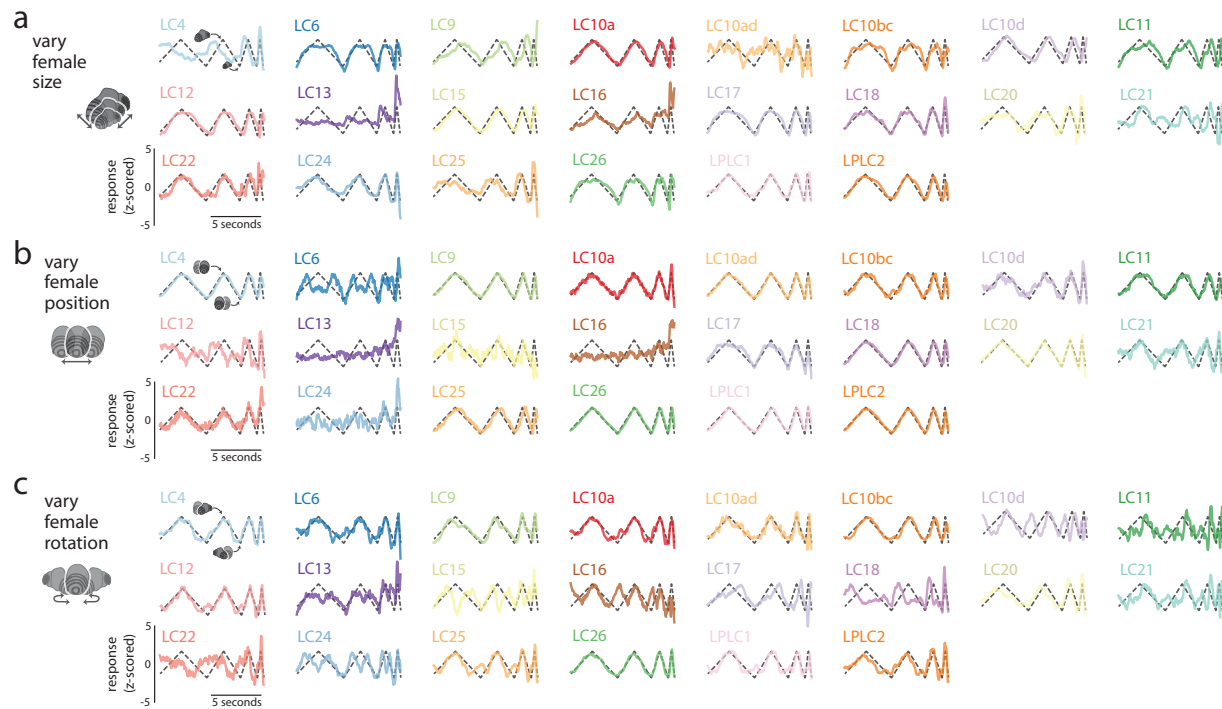 a
vary
female
size
LC4 LC6 LC9 LC10a LC10ad LC10bc LC10d LC11
LC12 LC13 LC15 LC16 LC17 LC18 LC20 LC21
LC22 LC24 LC25 LC26 LPLC1 LPLC2
response
(z-scored)
5
0
-5
5 seconds
b
vary
female
position
LC4 LC6 LC9 LC10a LC10ad LC10bc LC10d LC11
LC12 LC13 LC15 LC16 LC17 LC18 LC20 LC21
LC22 LC24 LC25 LC26 LPLC1 LPLC2
response
(z-scored)
5
0
-5
5 seconds
c
vary
female
rotation
LC4 LC6 LC9 LC10a LC10ad LC10bc LC10d LC11
LC12 LC13 LC15 LC16 LC17 LC18 LC20 LC21
LC22 LC24 LC25 LC26 LPLC1 LPLC2
response
(z-scored)
5
0
-5
5 seconds